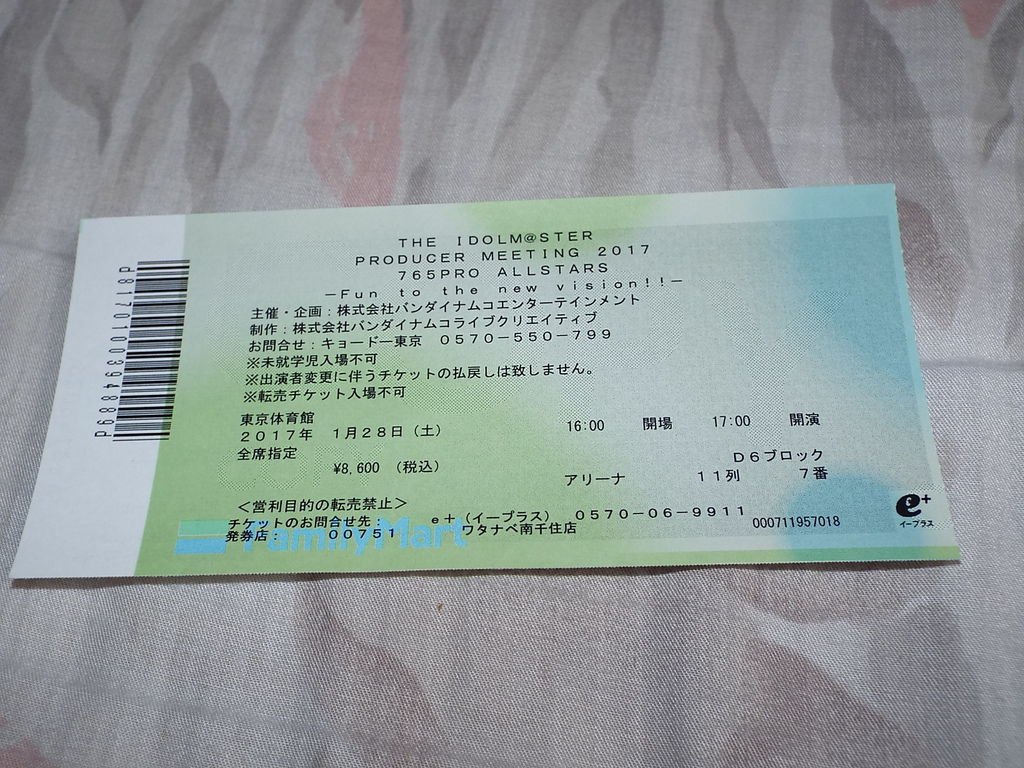 THE IDOLM@STER
PRODUCER MEETING 2017
765PRO ALLSTARS
－Fun to the new vision!!－
主催・企画：株式会社バンダイナムコエンターテインメント
制作：株式会社バンダイナムコライブクリエイティブ
お問合せ：キョードー東京 0570-550-799
※未就学児入場不可
※出演者変更に伴うチケットの払戻しは致しません。
※転売チケット入場不可
東京体育館
2017年 1月28日（土） 16:00 開場 17:00 開演
全席指定 D6ブロック
¥8,600（税込） アリーナ 11列 7番
＜営利目的の転売禁止＞
チケットのお問合せ先： e+（イープラス） 0570-06-9911
発券店： 00751 ワタナベ南千住店 000711957018
FamilyMart
e+
イープラス
d8170100394889d